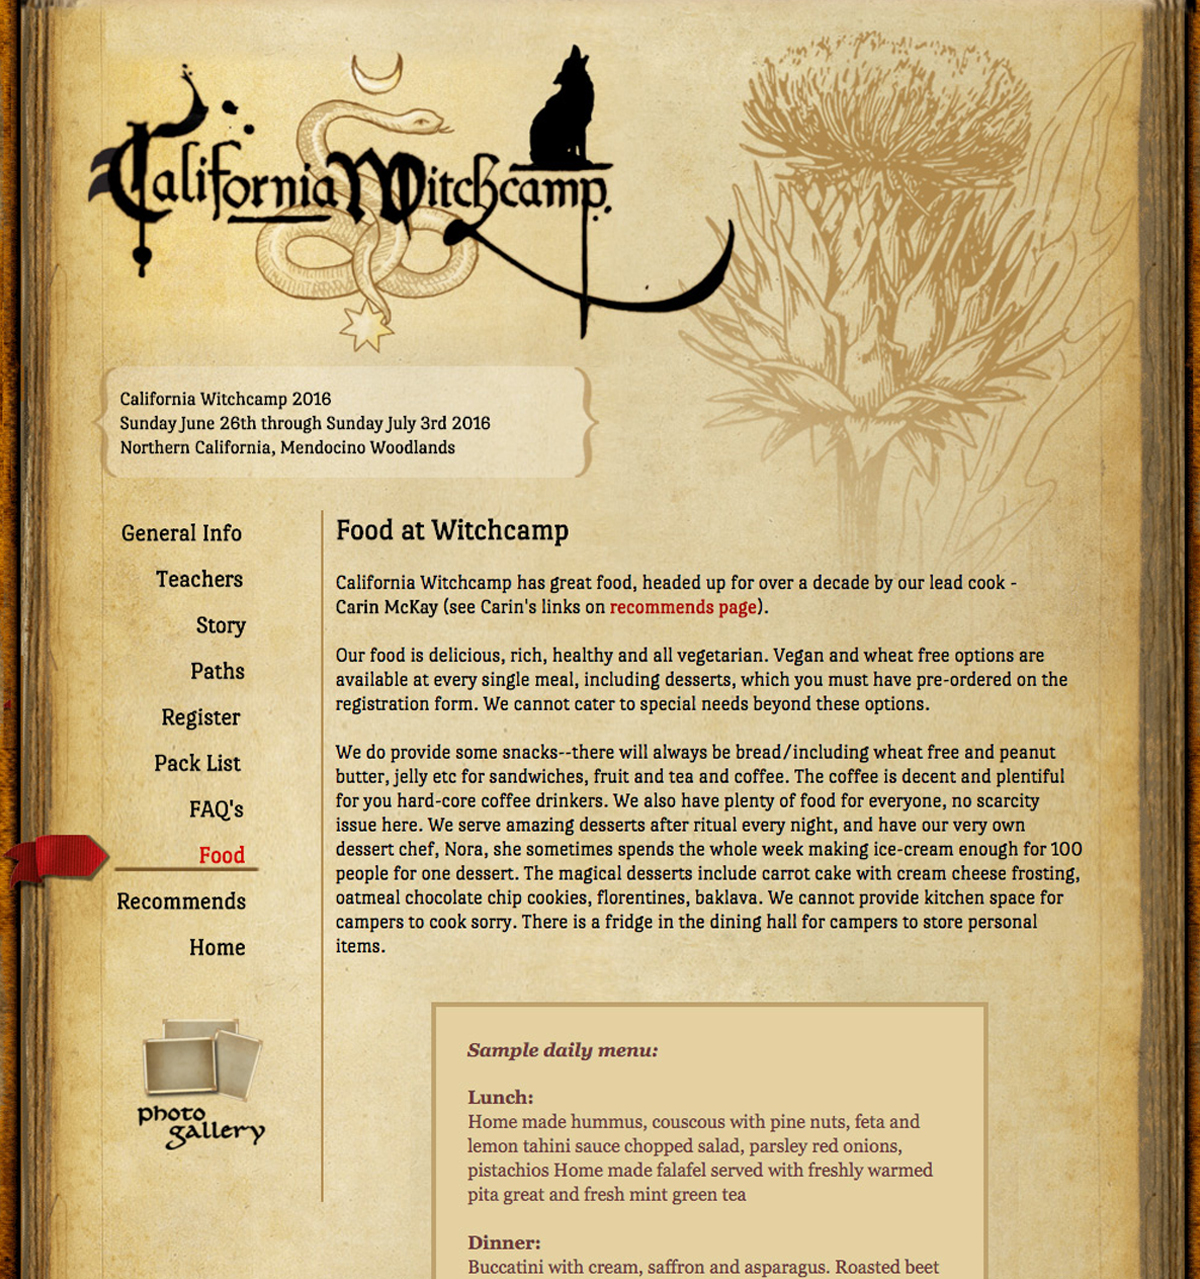 California Witchcamp
California Witchcamp 2016
Sunday June 26th through Sunday July 3rd 2016
Northern California, Mendocino Woodlands
General Info
Teachers
Story
Paths
Register
Pack List
FAQ's
Food
Recommends
Home
photo
gallery
Food at Witchcamp
California Witchcamp has great food, headed up for over a decade by our lead cook -
Carin McKay (see Carin's links on recommends page).
Our food is delicious, rich, healthy and all vegetarian. Vegan and wheat free options are
available at every single meal, including desserts, which you must have pre-ordered on the
registration form. We cannot cater to special needs beyond these options.
We do provide some snacks--there will always be bread/including wheat free and peanut
butter, jelly etc for sandwiches, fruit and tea and coffee. The coffee is decent and plentiful
for you hard-core coffee drinkers. We also have plenty of food for everyone, no scarcity
issue here. We serve amazing desserts after ritual every night, and have our very own
dessert chef, Nora, she sometimes spends the whole week making ice-cream enough for 100
people for one dessert. The magical desserts include carrot cake with cream cheese frosting,
oatmeal chocolate chip cookies, florentines, baklava. We cannot provide kitchen space for
campers to cook sorry. There is a fridge in the dining hall for campers to store personal
items.
Sample daily menu:
Lunch:
Home made hummus, couscous with pine nuts, feta and
lemon tahini sauce chopped salad, parsley red onions,
pistachios Home made falafel served with freshly warmed
pita great and fresh mint green tea
Dinner:
Buccatini with cream, saffron and asparagus. Roasted beet